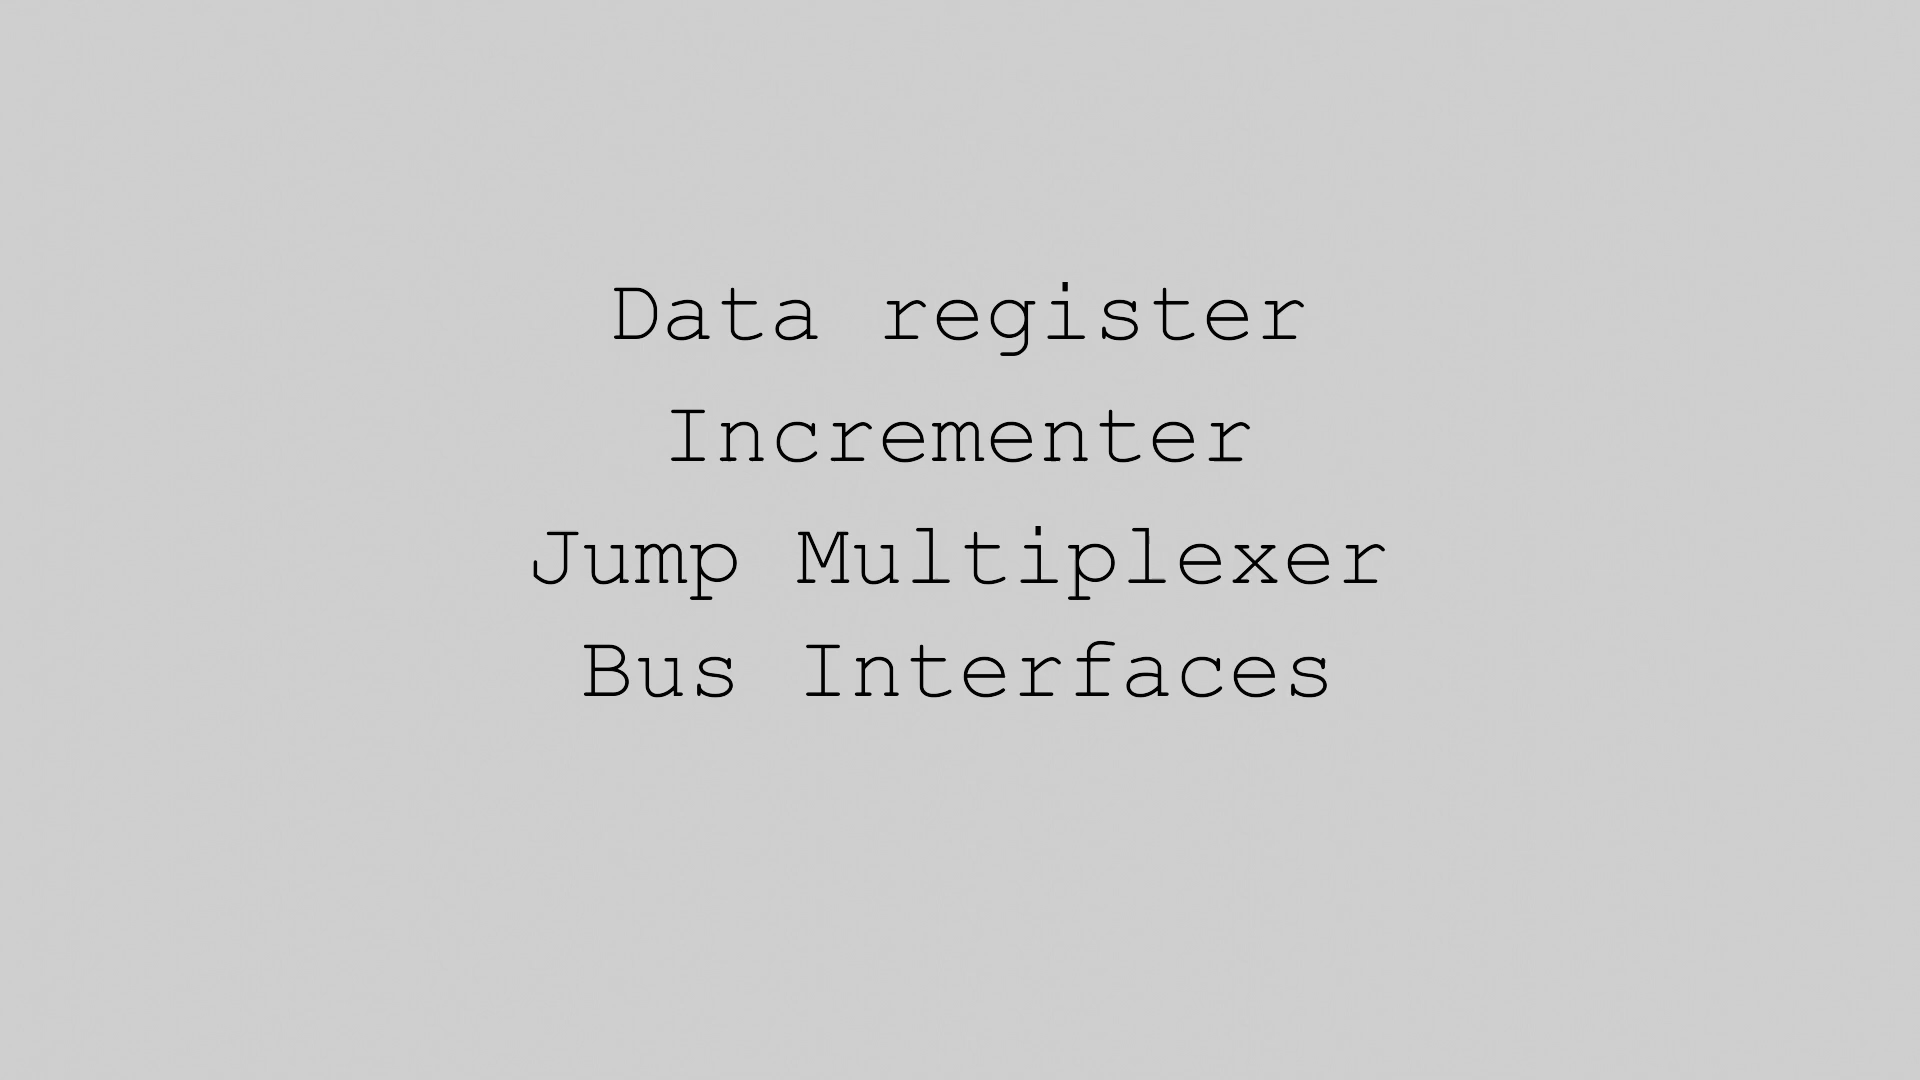 Data register
Incrementer
Jump Multiplexer
Bus Interfaces